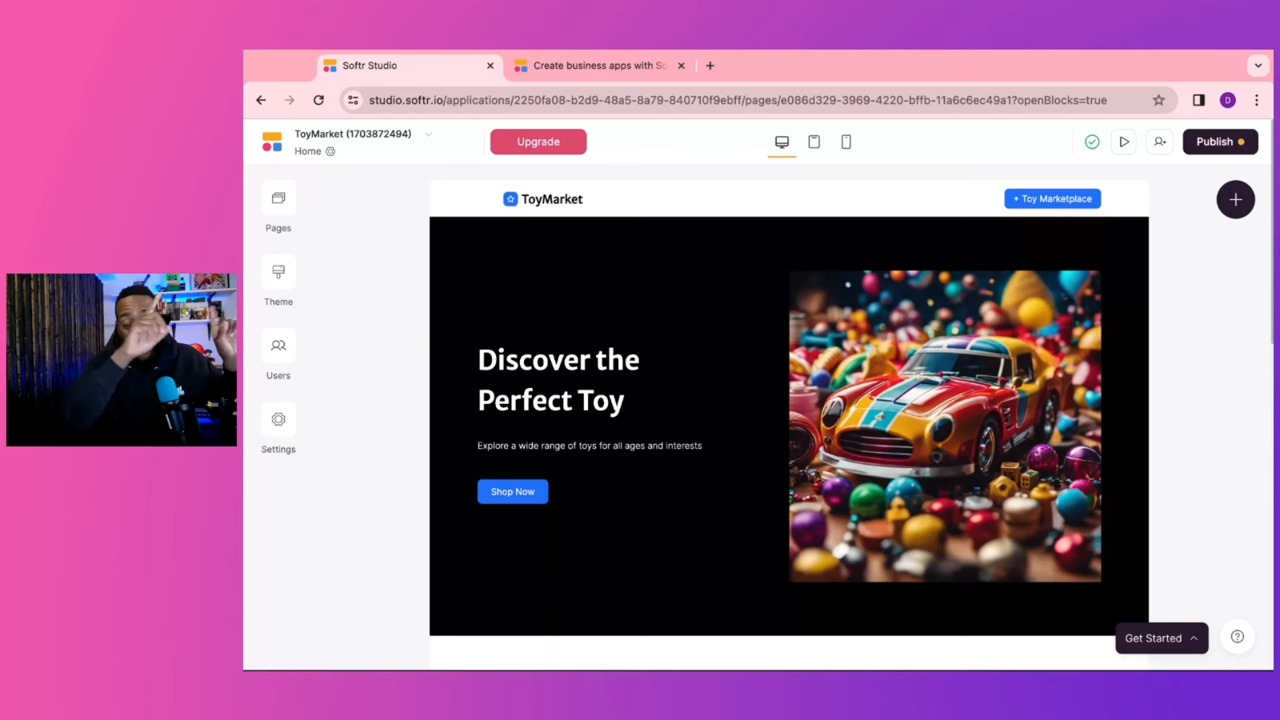 Softr Studio
Create business apps with So
studio.softr.io/applications/2250fa08-b2d9-48a5-8a79-840710f9ebff/pages/e086d329-3969-4220-bffb-11a6c6ec49a1?openBlocks=true
D
ToyMarket (1703872494)
Home
Upgrade
Publish
Pages
Theme
Users
Settings
ToyMarket
+ Toy Marketplace
Discover the
Perfect Toy
Explore a wide range of toys for all ages and interests
Shop Now
Get Started